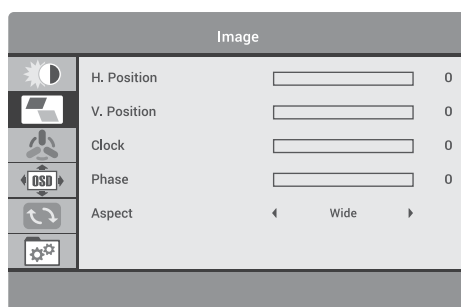 Image
H. Position 0
V. Position 0
Clock 0
Phase 0
OSD
Aspect Wide